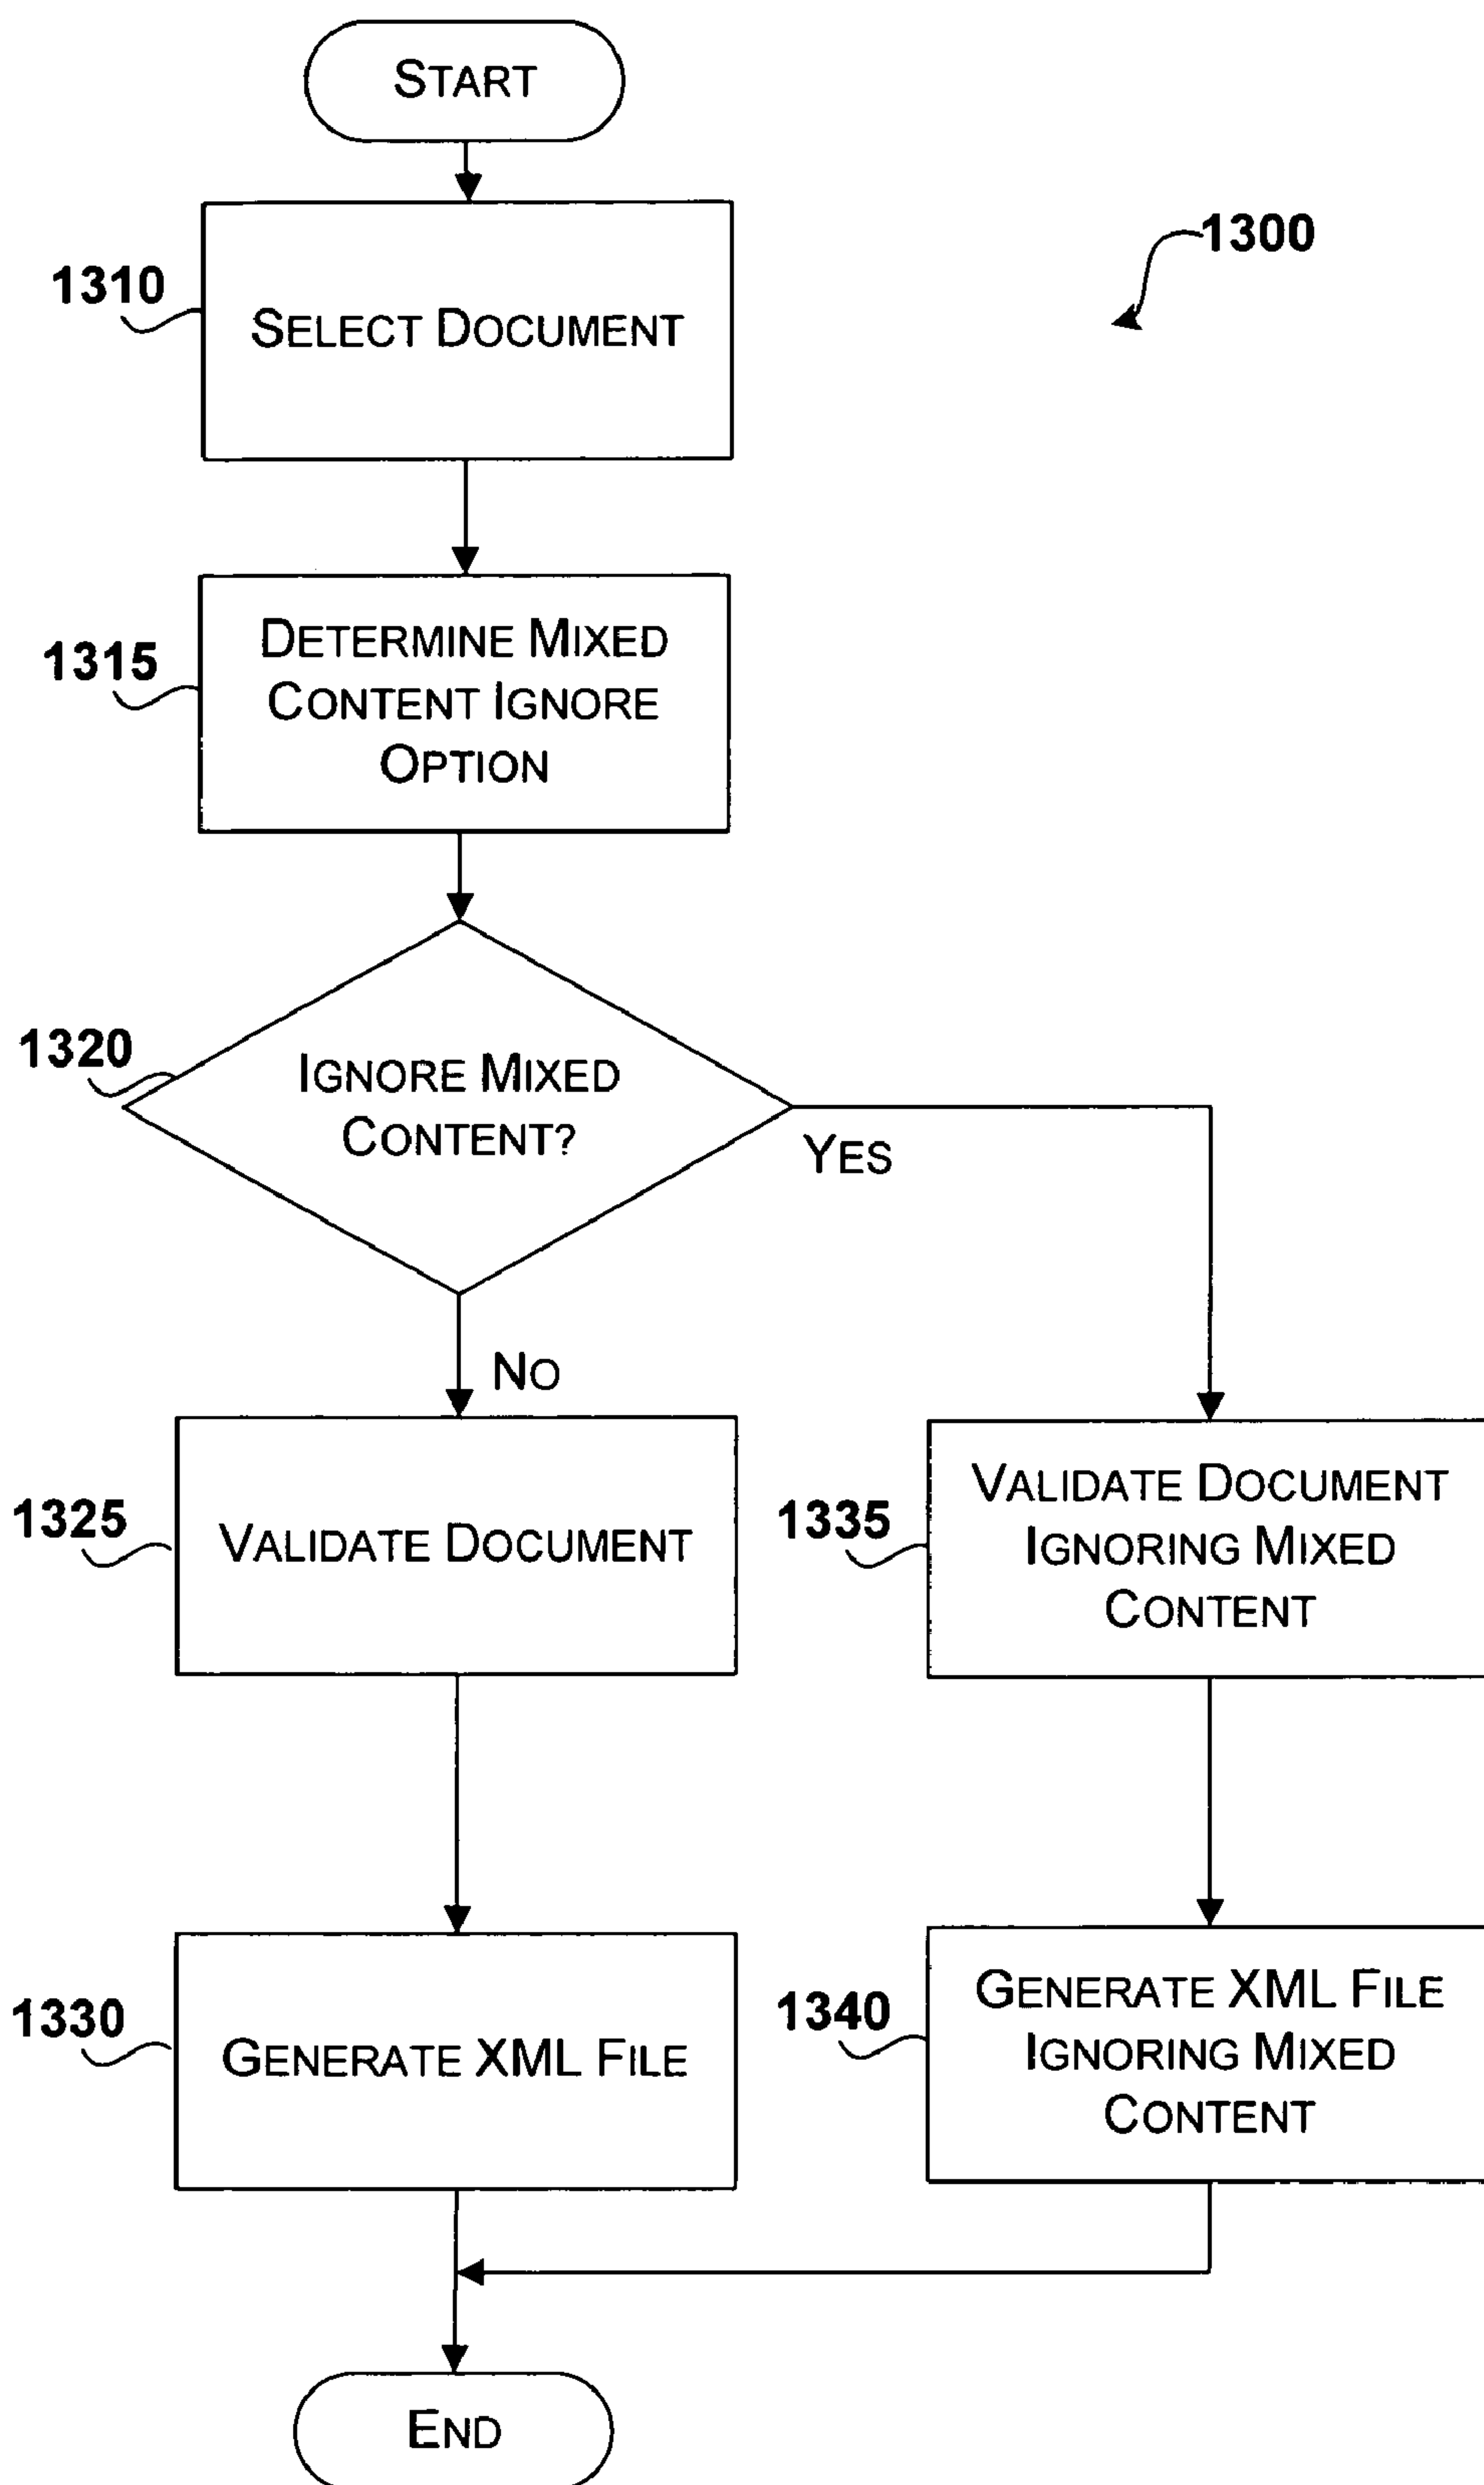 START
1300
1310
SELECT DOCUMENT
1315
DETERMINE MIXED
CONTENT IGNORE
OPTION
1320
IGNORE MIXED
CONTENT?
YES
NO
1325
VALIDATE DOCUMENT
1335
VALIDATE DOCUMENT
IGNORING MIXED
CONTENT
1330
GENERATE XML FILE
1340
GENERATE XML FILE
IGNORING MIXED
CONTENT
END